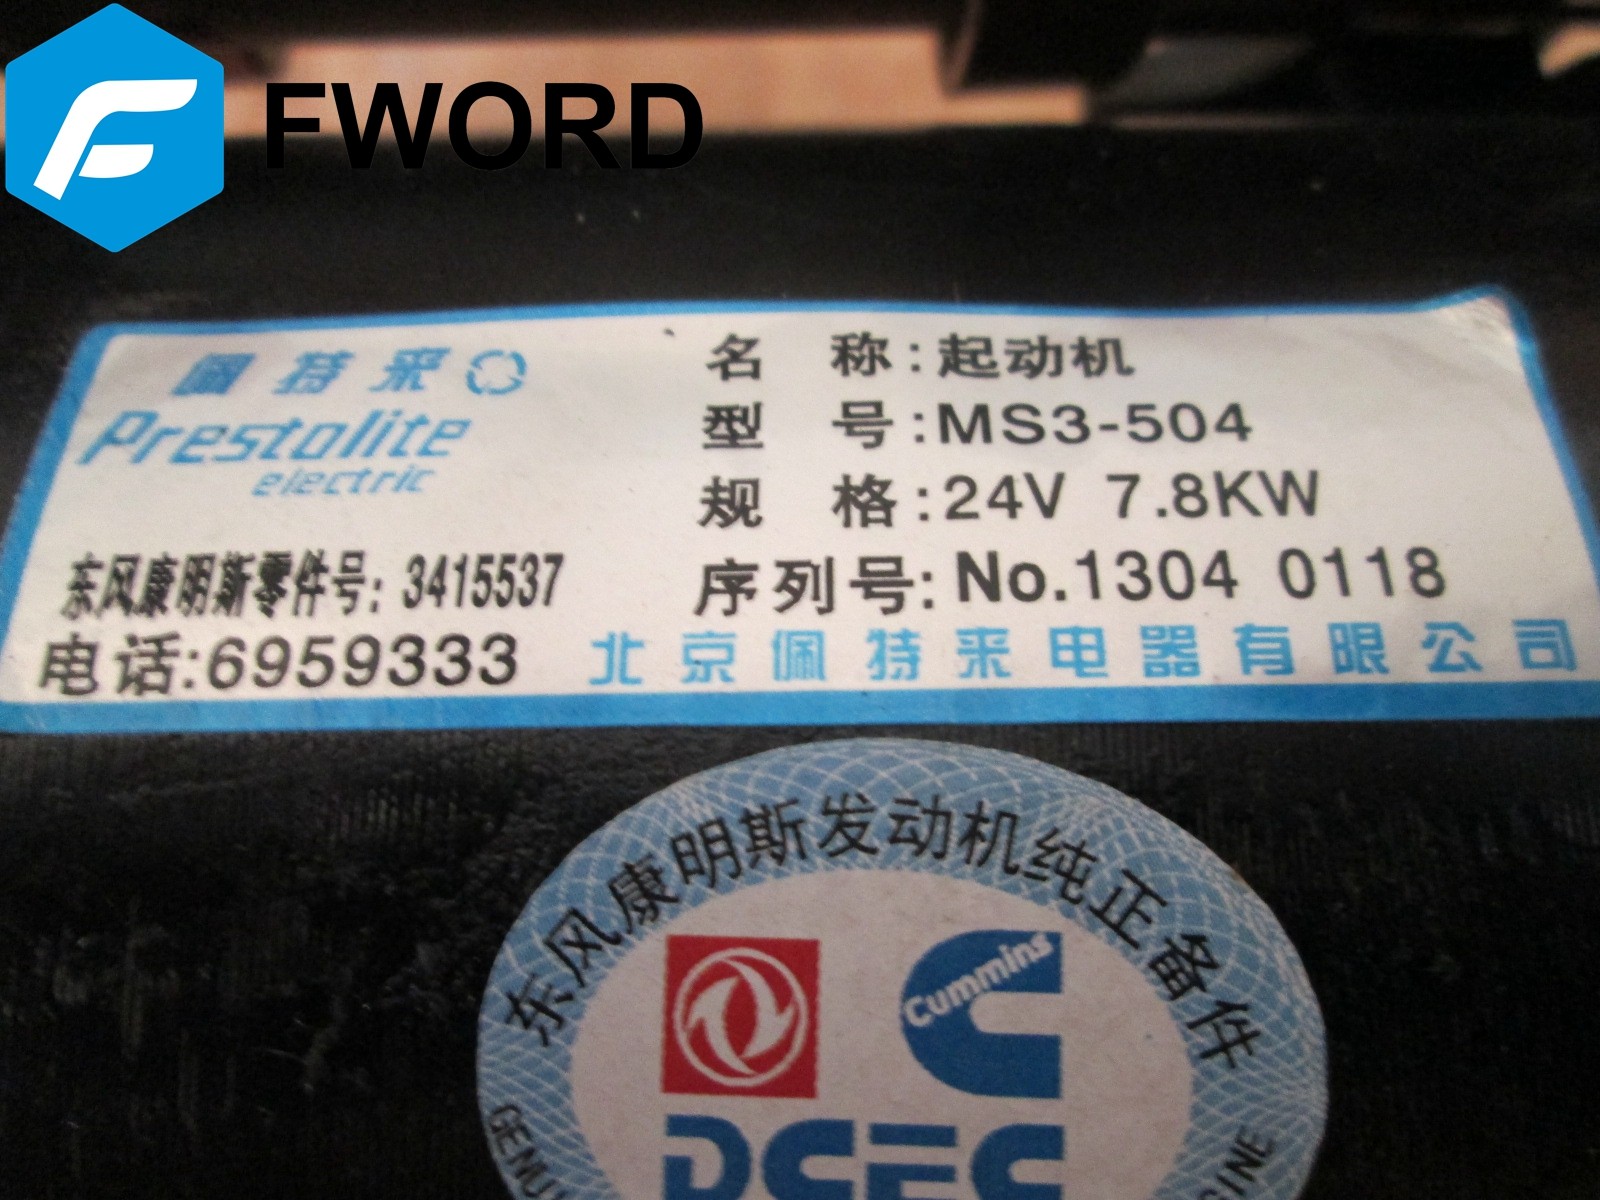 FWORD
佩特来
Prestolite
electric
名 称:起动机
型 号:MS3-504
规 格:24V 7.8KW
东风康明斯零件号: 3415537
序列号:No.1304 0118
电话:6959333
北京佩特来电器有限公司
东风康明斯发动机纯正备件
Cummins
DCEC